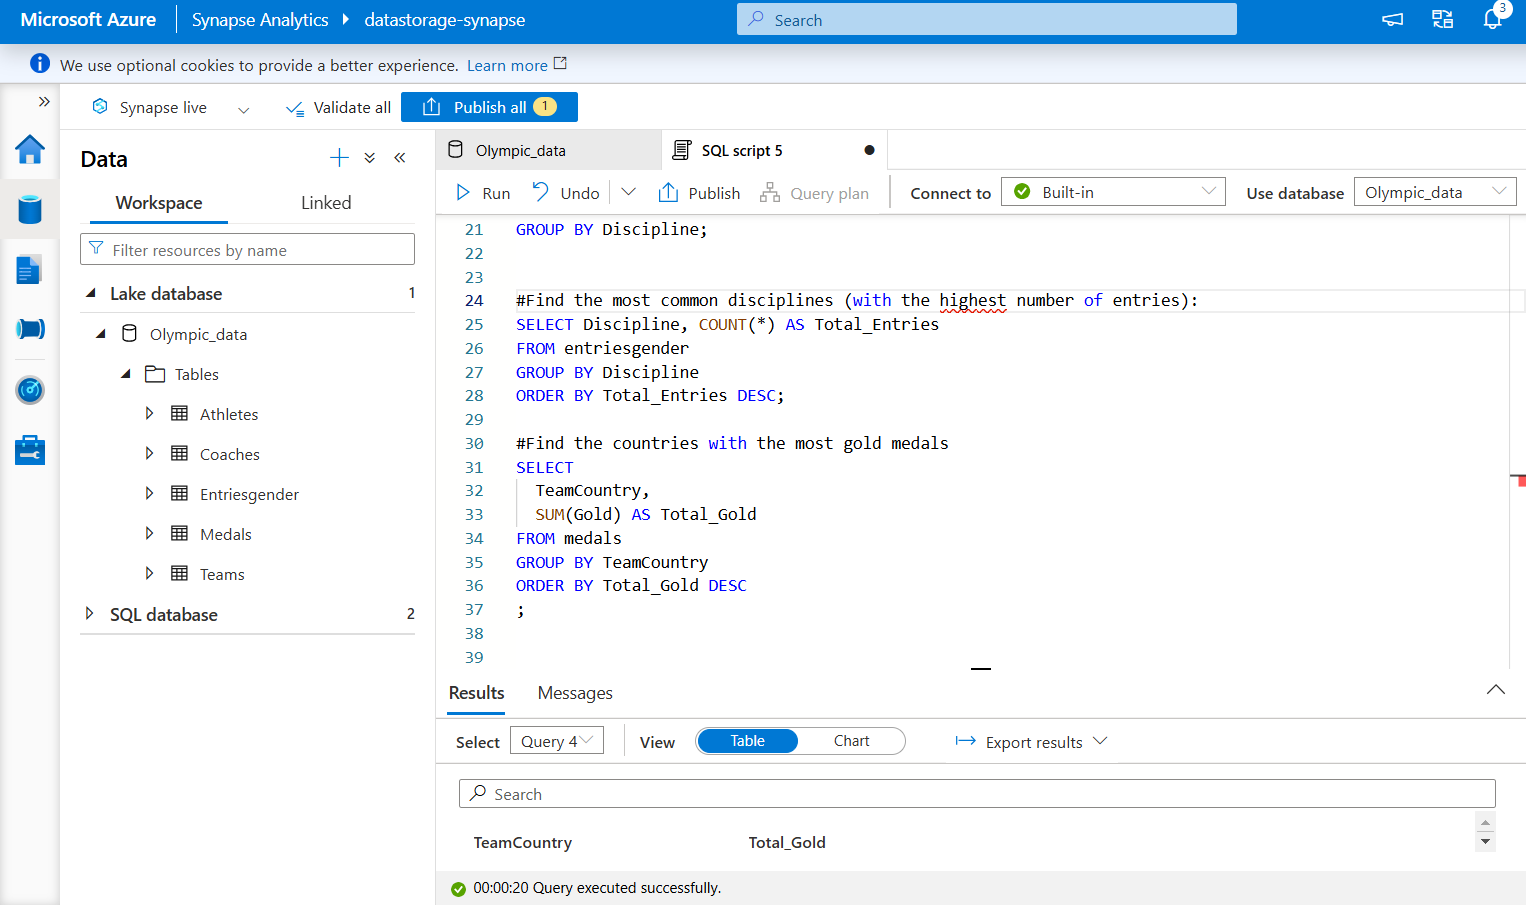 Microsoft Azure
Synapse Analytics
datastorage-synapse
Search
3
We use optional cookies to provide a better experience. Learn more
Synapse live
Validate all
Publish all 1
Data
Workspace
Linked
Filter resources by name
Lake database 1
Olympic_data
Tables
Athletes
Coaches
Entriesgender
Medals
Teams
SQL database 2
Olympic_data
SQL script 5
Run
Undo
Publish
Query plan
Connect to
Built-in
Use database
Olympic_data
21 GROUP BY Discipline;
22
23
24 #Find the most common disciplines (with the highest number of entries):
25 SELECT Discipline, COUNT(*) AS Total_Entries
26 FROM entriesgender
27 GROUP BY Discipline
28 ORDER BY Total_Entries DESC;
29
30 #Find the countries with the most gold medals
31 SELECT
32 TeamCountry,
33 SUM(Gold) AS Total_Gold
34 FROM medals
35 GROUP BY TeamCountry
36 ORDER BY Total_Gold DESC
37 ;
38
39
Results
Messages
Select
Query 4
View
Table
Chart
Export results
Search
TeamCountry
Total_Gold
00:00:20 Query executed successfully.